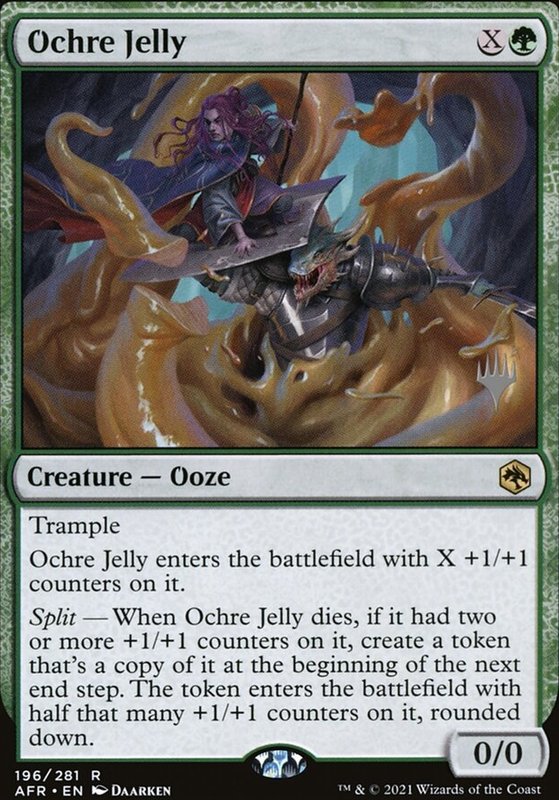 Ochre Jelly X
Creature — Ooze
Trample
Ochre Jelly enters the battlefield with X +1/+1
counters on it.
Split — When Ochre Jelly dies, if it had two
or more +1/+1 counters on it, create a token
that's a copy of it at the beginning of the next
end step. The token enters the battlefield with
half that many +1/+1 counters on it, rounded
down.
0/0
196/281 R
AFR • EN Daarken
™ & © 2021 Wizards of the Coast